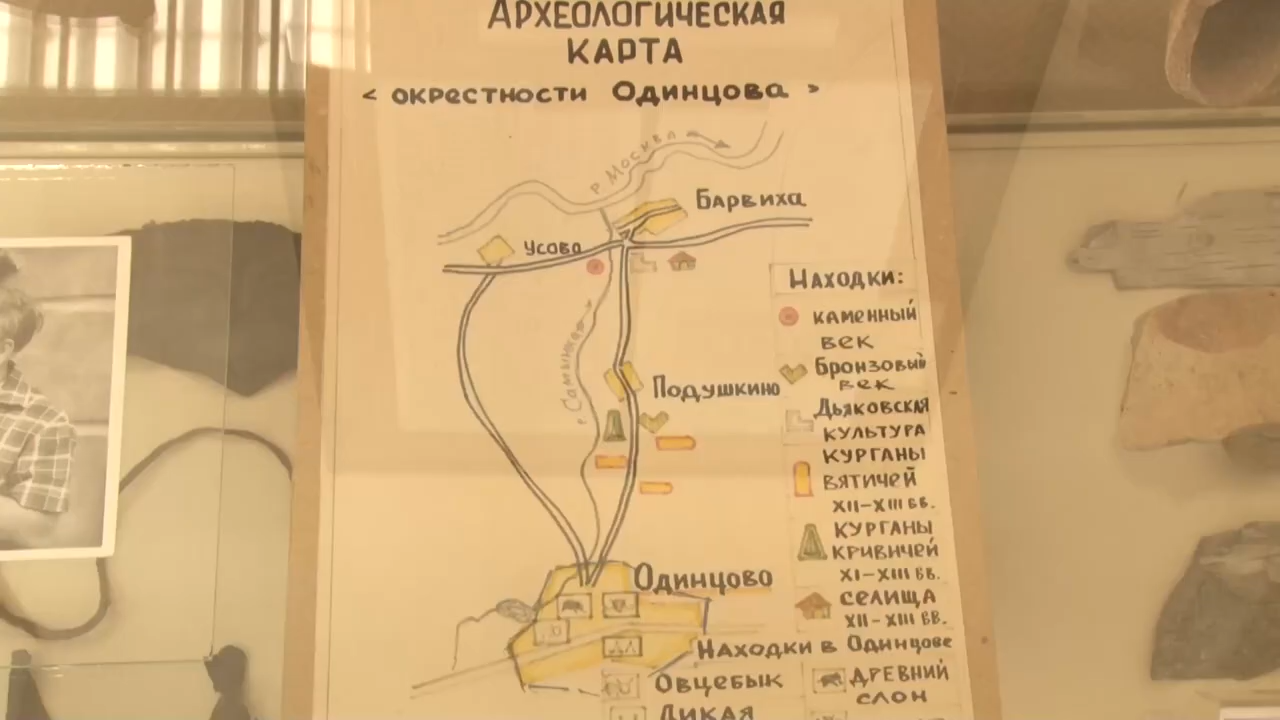 АРХЕОЛОГИЧЕСКАЯ
КАРТА
< ОКРЕСТНОСТИ ОДИНЦОВА >
р. Москва
БАРВИХА
Усово
р. Самынка
ПОДУШКИНО
ОДИНЦОВО
НАХОДКИ:
КАМЕННЫЙ
ВЕК
БРОНЗОВЫЙ
ВЕК
ДЬЯКОВСКАЯ
КУЛЬТУРА
КУРГАНЫ
ВЯТИЧЕЙ
XII–XIII ВВ.
КУРГАНЫ
КРИВИЧЕЙ
XI–XIII ВВ.
СЕЛИЩА
XII–XIII ВВ.
НАХОДКИ В ОДИНЦОВЕ
ОВЦЕБЫК
ДРЕВНИЙ
СЛОН
ДИКАЯ